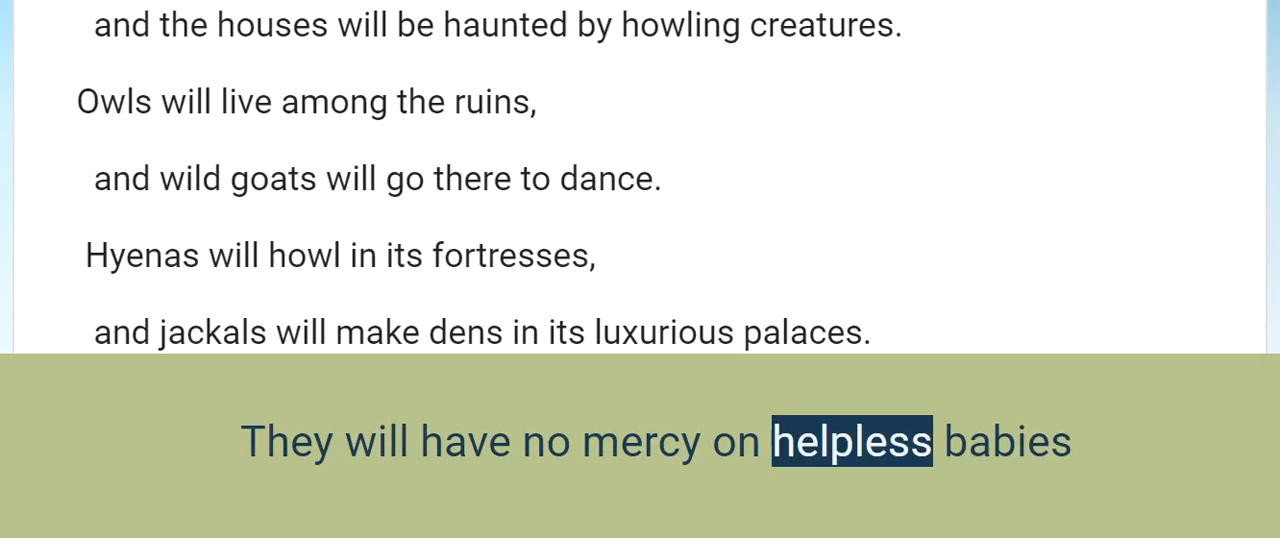 and the houses will be haunted by howling creatures.
Owls will live among the ruins,
and wild goats will go there to dance.
Hyenas will howl in its fortresses,
and jackals will make dens in its luxurious palaces.
They will have no mercy on helpless babies